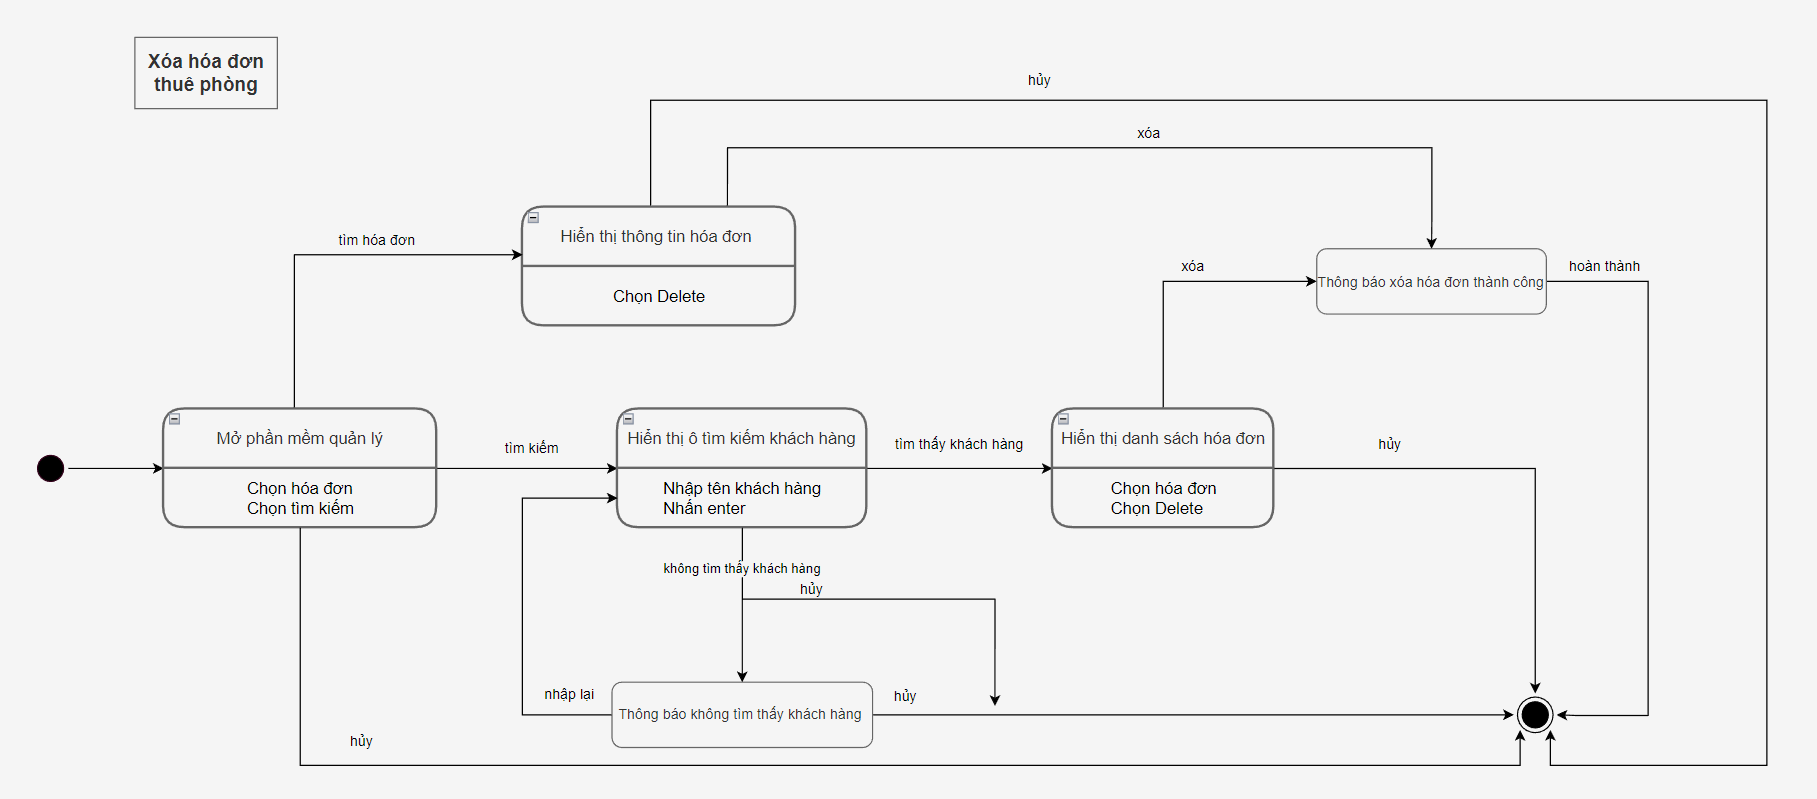 Xóa hóa đơn
thuê phòng
hủy
xóa
tìm hóa đơn
Hiển thị thông tin hóa đơn
Chọn Delete
xóa
Thông báo xóa hóa đơn thành công
hoàn thành
Mở phần mềm quản lý
Chọn hóa đơn
Chọn tìm kiếm
tìm kiếm
Hiển thị ô tìm kiếm khách hàng
Nhập tên khách hàng
Nhấn enter
tìm thấy khách hàng
Hiển thị danh sách hóa đơn
Chọn hóa đơn
Chọn Delete
hủy
không tìm thấy khách hàng
hủy
nhập lại
Thông báo không tìm thấy khách hàng
hủy
hủy